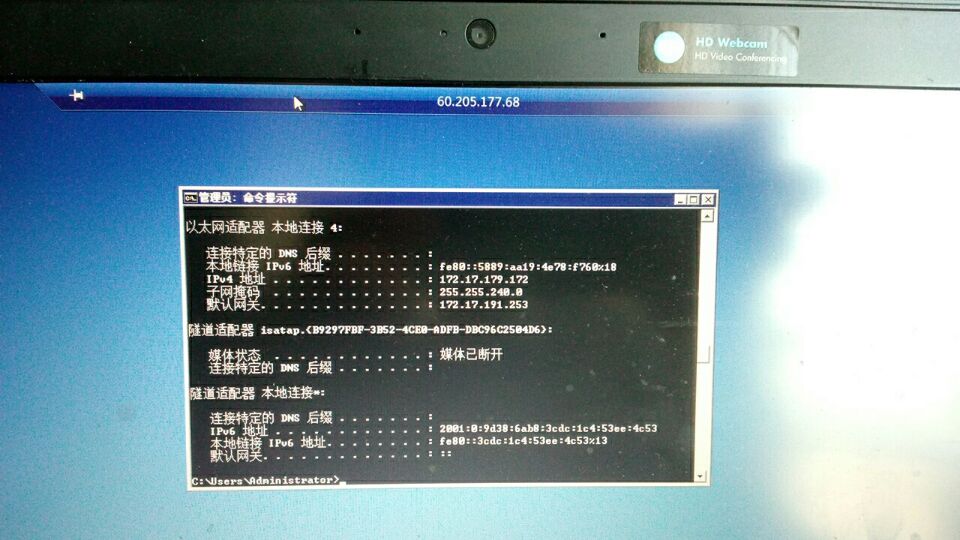 HD Webcam
HD Video Conferencing
60.205.177.68
管理员: 命令提示符
以太网适配器 本地连接 4:
连接特定的 DNS 后缀 . . . . . . . :
本地链接 IPv6 地址. . . . . . . . : fe80::5889:aa19:4e78:f760%18
IPv4 地址 . . . . . . . . . . . . : 172.17.179.172
子网掩码 . . . . . . . . . . . . : 255.255.240.0
默认网关. . . . . . . . . . . . . : 172.17.191.253
隧道适配器 isatap.{B9297FBF-3B52-4CE0-ADFB-DBC96C2504D6}:
媒体状态 . . . . . . . . . . . . : 媒体已断开
连接特定的 DNS 后缀 . . . . . . . :
隧道适配器 本地连接*:
连接特定的 DNS 后缀 . . . . . . . :
IPv6 地址 . . . . . . . . . . . . : 2001:0:9d38:6ab8:3cdc:1c4:53ee:4c53
本地链接 IPv6 地址. . . . . . . . : fe80::3cdc:1c4:53ee:4c53%13
默认网关. . . . . . . . . . . . . : ::
C:\Users\Administrator>